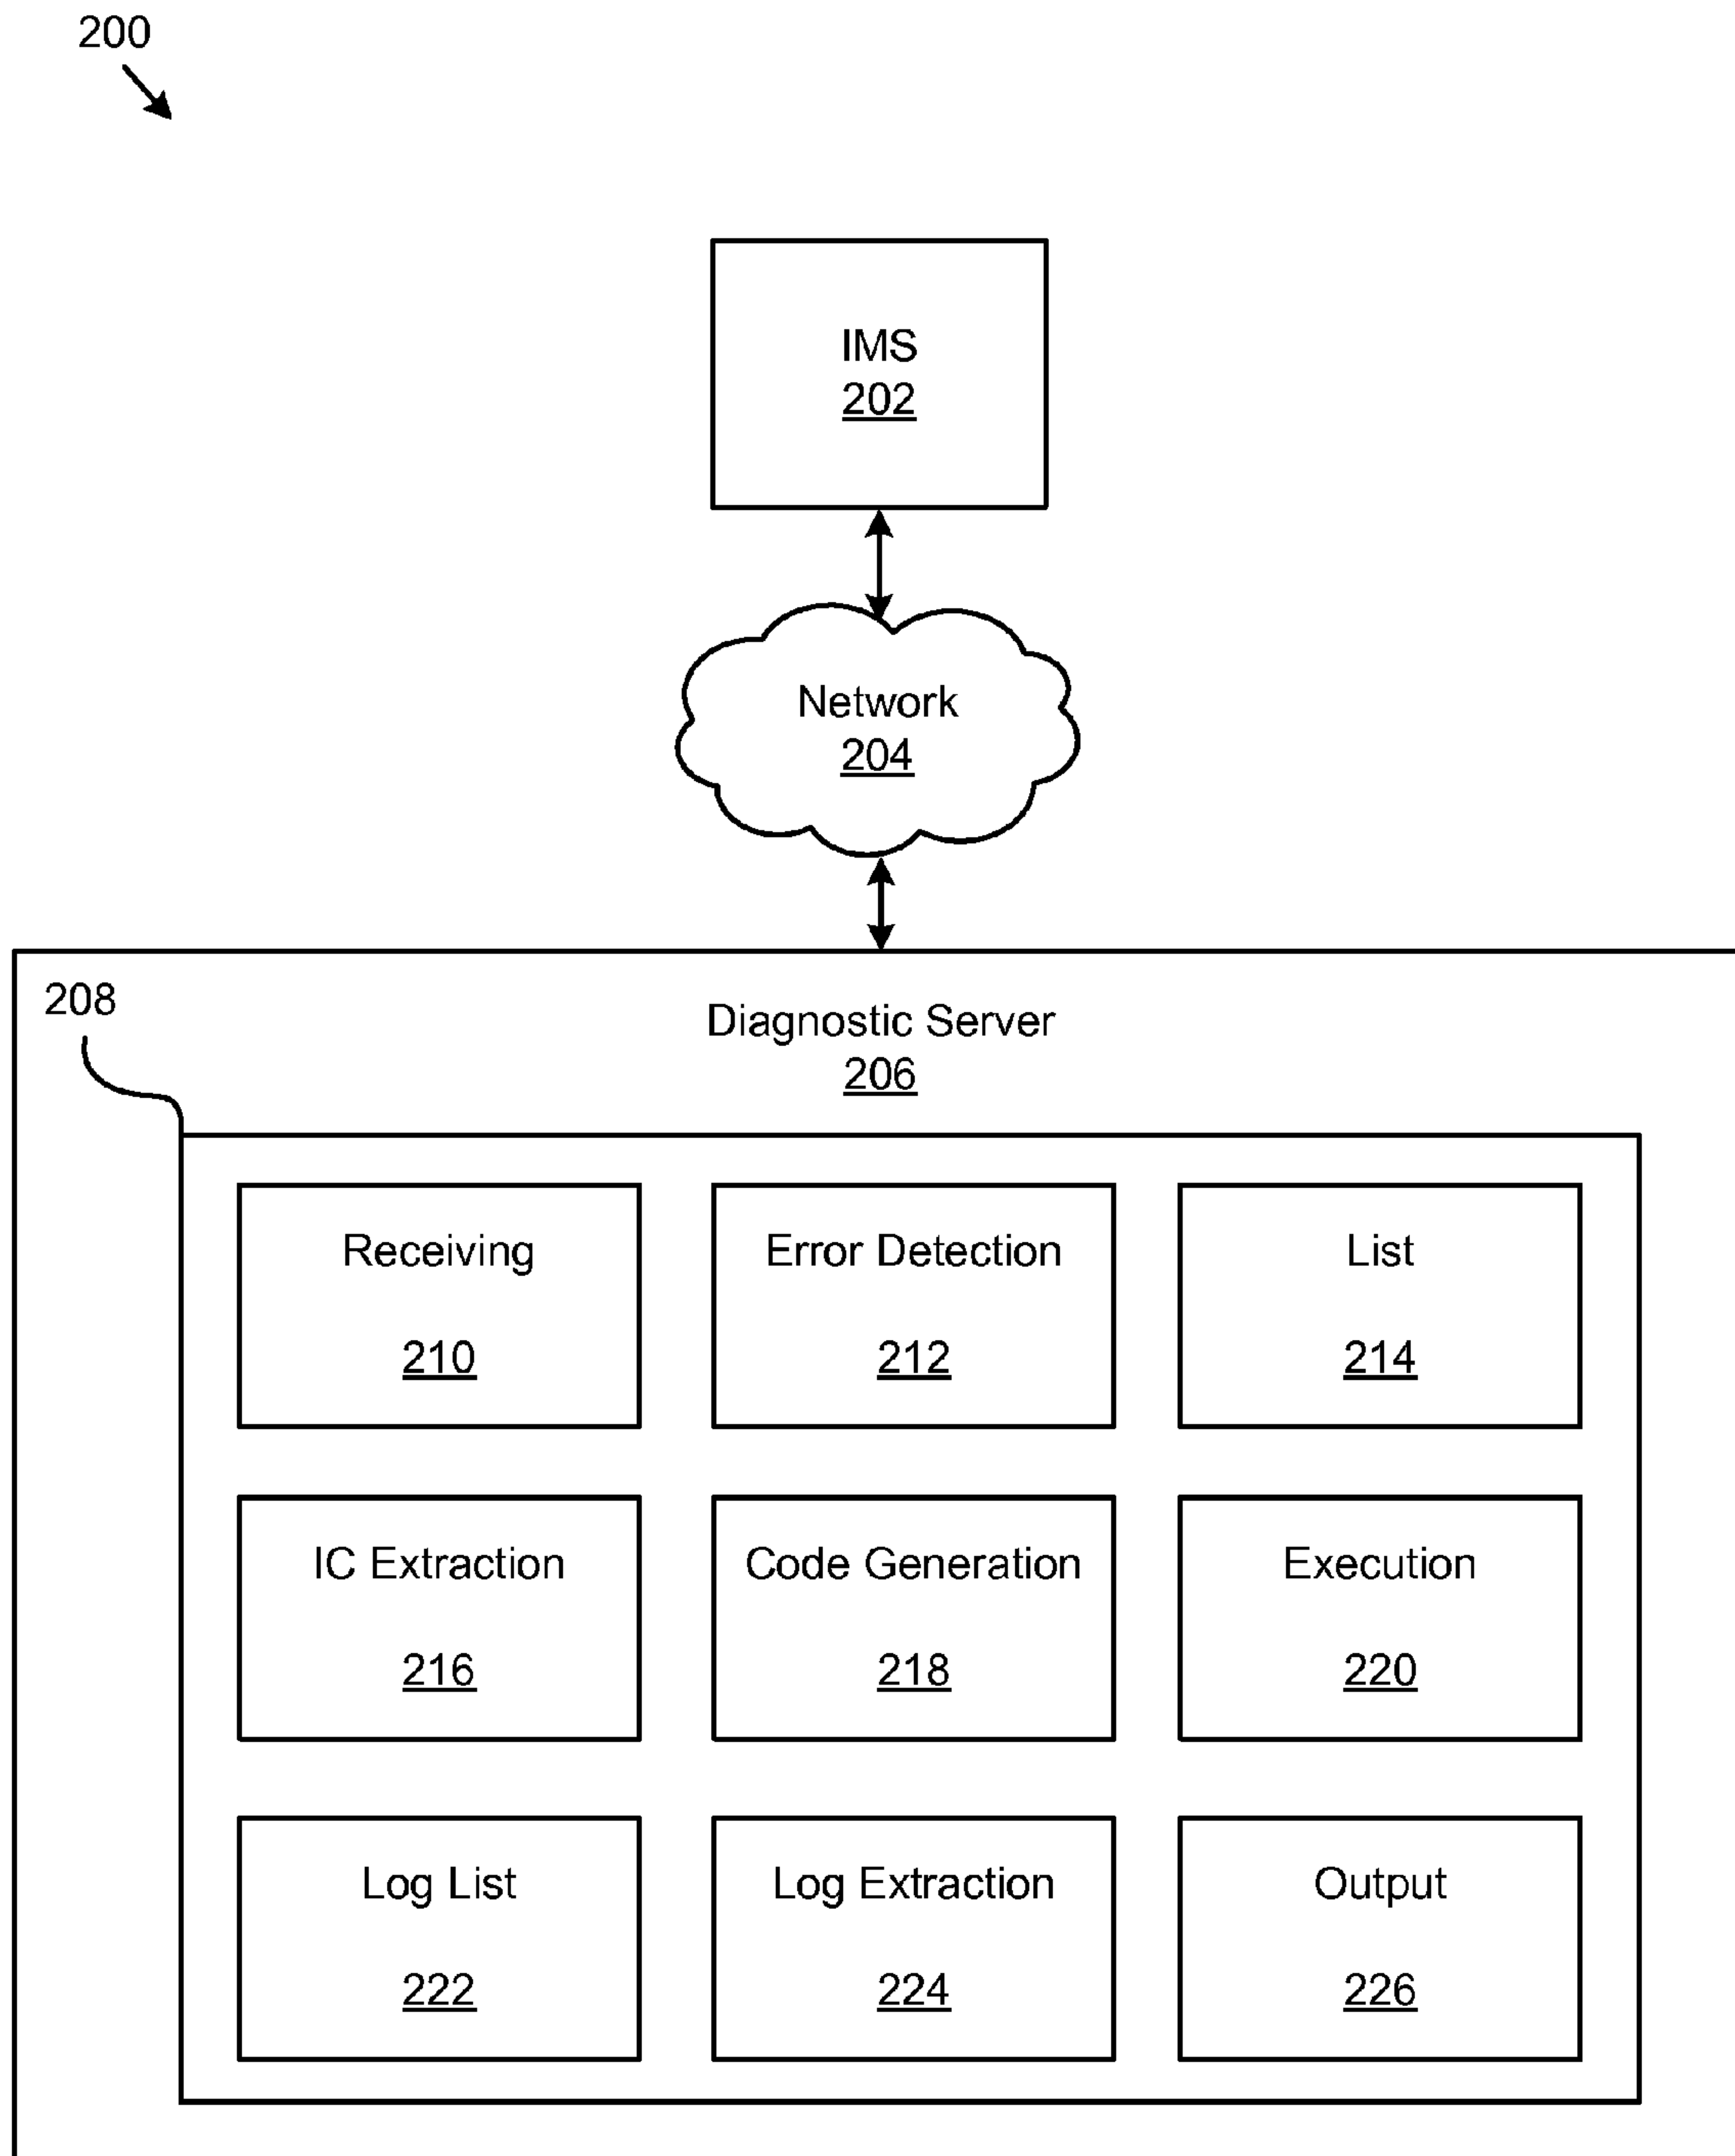 200
IMS
202
Network
204
208
Diagnostic Server
206
Receiving
210
Error Detection
212
List
214
IC Extraction
216
Code Generation
218
Execution
220
Log List
222
Log Extraction
224
Output
226